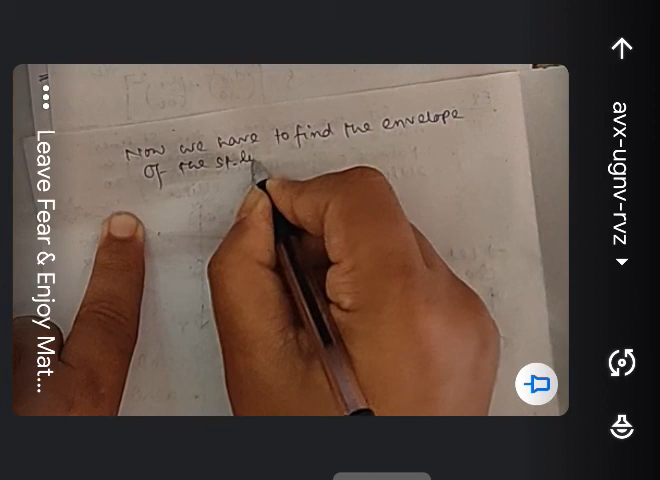 Now we have to find the envelope
of the
Leave Fear & Enjoy Mat...
avx-ugnv-rvz